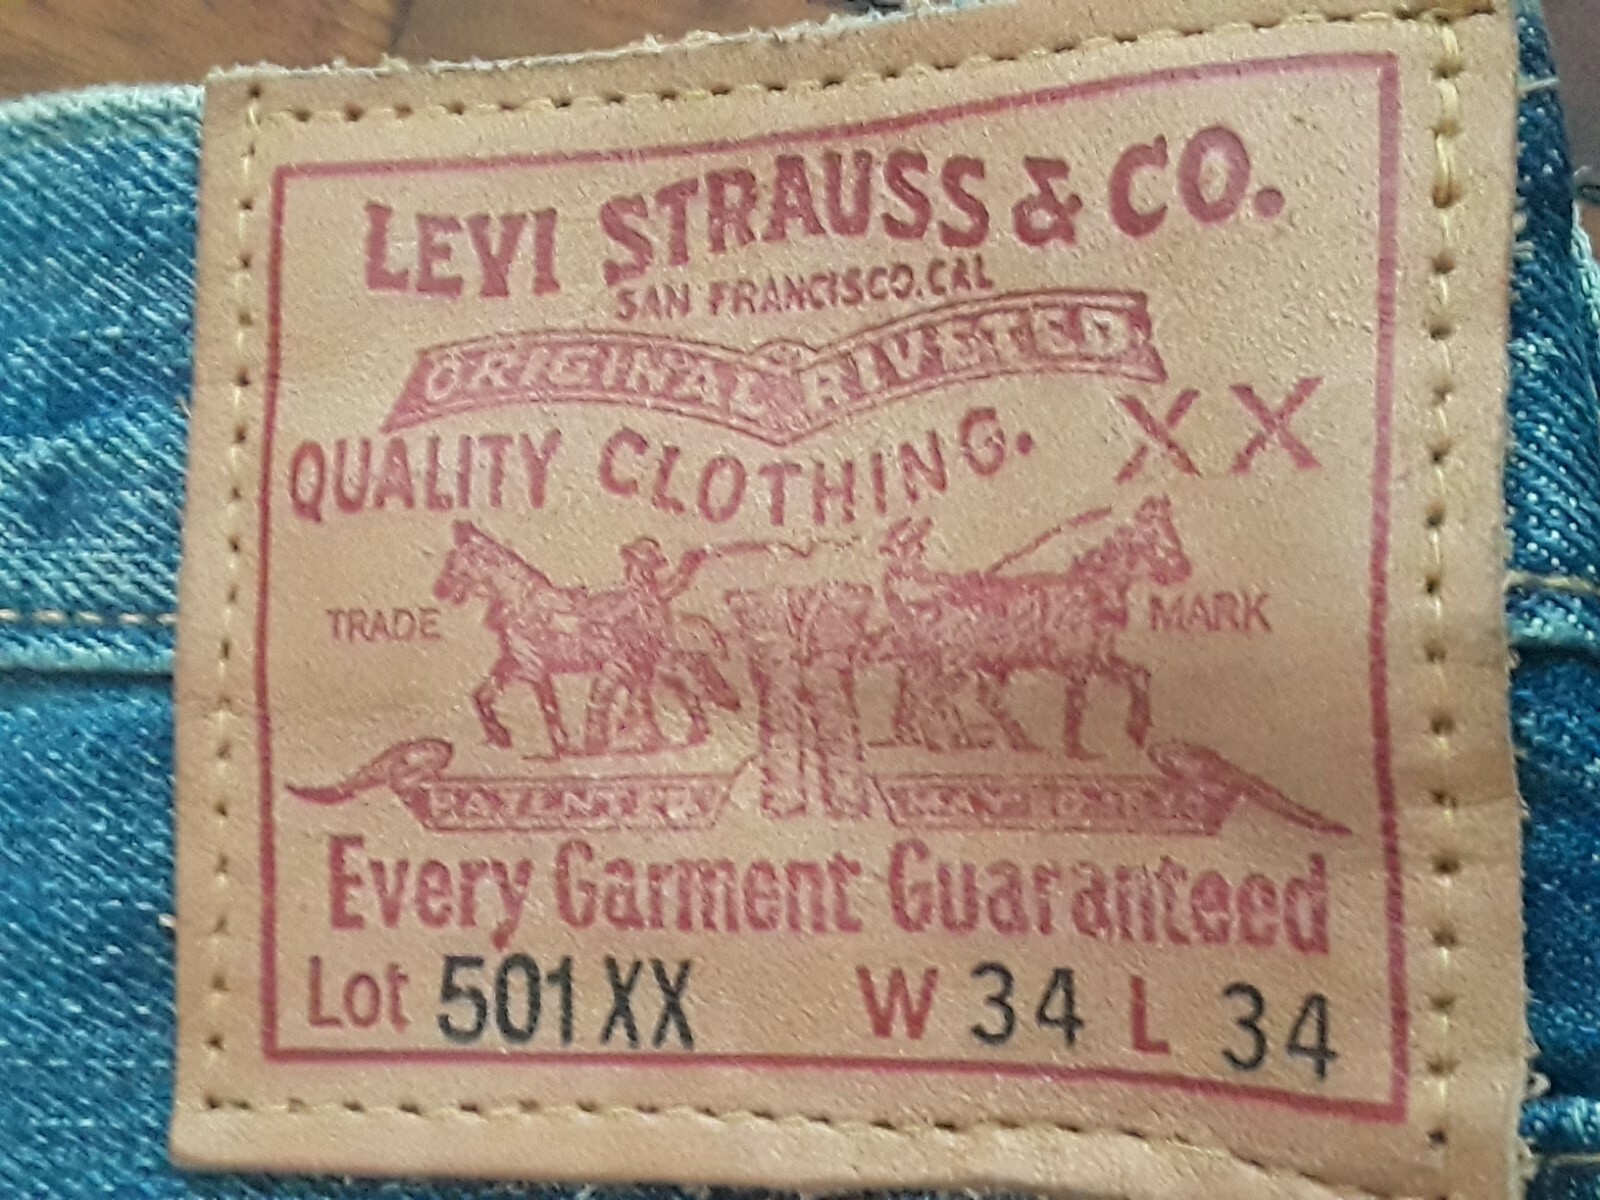 LEVI STRAUSS & CO.
SAN FRANCISCO. CAL
ORIGINAL RIVETED
QUALITY CLOTHING. XX
TRADE MARK
PATENTED
Every Garment Guaranteed
Lot 501XX W 34 L 34